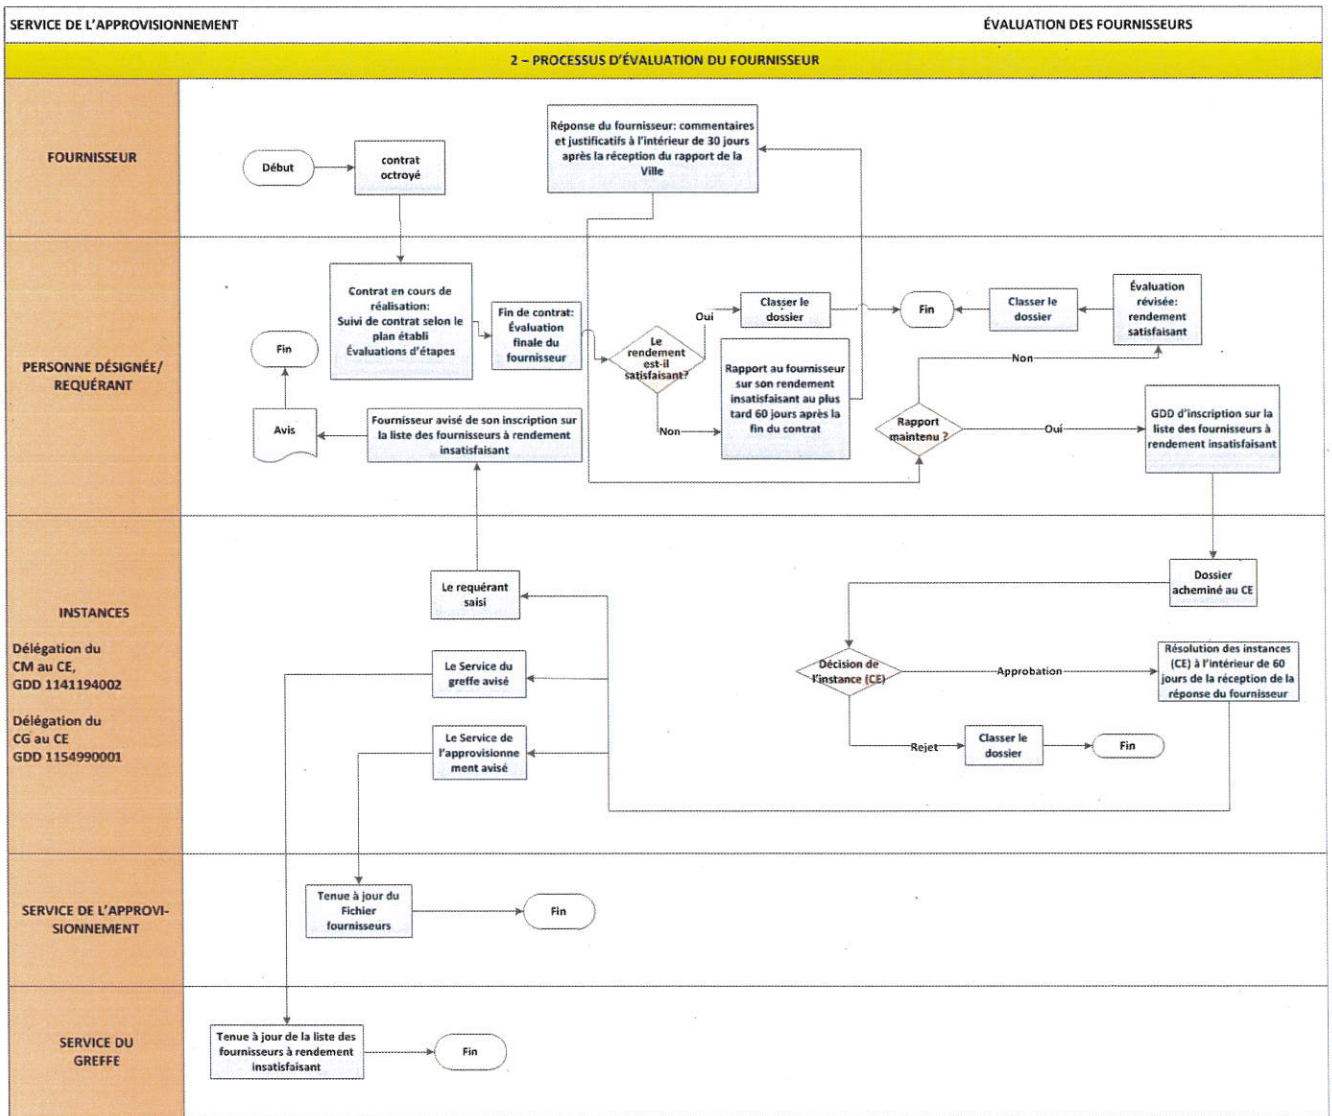 SERVICE DE L'APPROVISIONNEMENT
ÉVALUATION DES FOURNISSEURS
2 – PROCESSUS D'ÉVALUATION DU FOURNISSEUR
FOURNISSEUR
Début
contrat
octroyé
Réponse du fournisseur: commentaires
et justificatifs à l'intérieur de 30 jours
après la réception du rapport de la
Ville
PERSONNE DÉSIGNÉE/
REQUÉRANT
Contrat en cours de
réalisation:
Suivi de contrat selon le
plan établi
Évaluations d'étapes
Fin de contrat:
Évaluation
finale du
fournisseur
Le
rendement
est-il
satisfaisant?
Oui
Classer le
dossier
Fin
Classer le
dossier
Évaluation
révisée:
rendement
satisfaisant
Non
Rapport au fournisseur
sur son rendement
insatisfaisant au plus
tard 60 jours après la
fin du contrat
Non
Rapport
maintenu ?
Oui
GDD d'inscription sur la
liste des fournisseurs à
rendement insatisfaisant
Fin
Avis
Fournisseur avisé de son inscription sur
la liste des fournisseurs à rendement
insatisfaisant
INSTANCES
Délégation du
CM au CE,
GDD 1141194002
Délégation du
CG au CE
GDD 1154990001
Le requérant
saisi
Dossier
acheminé au CE
Le Service du
greffe avisé
Décision de
l'instance (CE)
Approbation
Résolution des instances
(CE) à l'intérieur de 60
jours de la réception de la
réponse du fournisseur
Le Service de
l'approvisionne
ment avisé
Rejet
Classer le
dossier
Fin
SERVICE DE L'APPROVI-
SIONNEMENT
Tenue à jour du
Fichier
fournisseurs
Fin
SERVICE DU
GREFFE
Tenue à jour de la liste des
fournisseurs à rendement
insatisfaisant
Fin